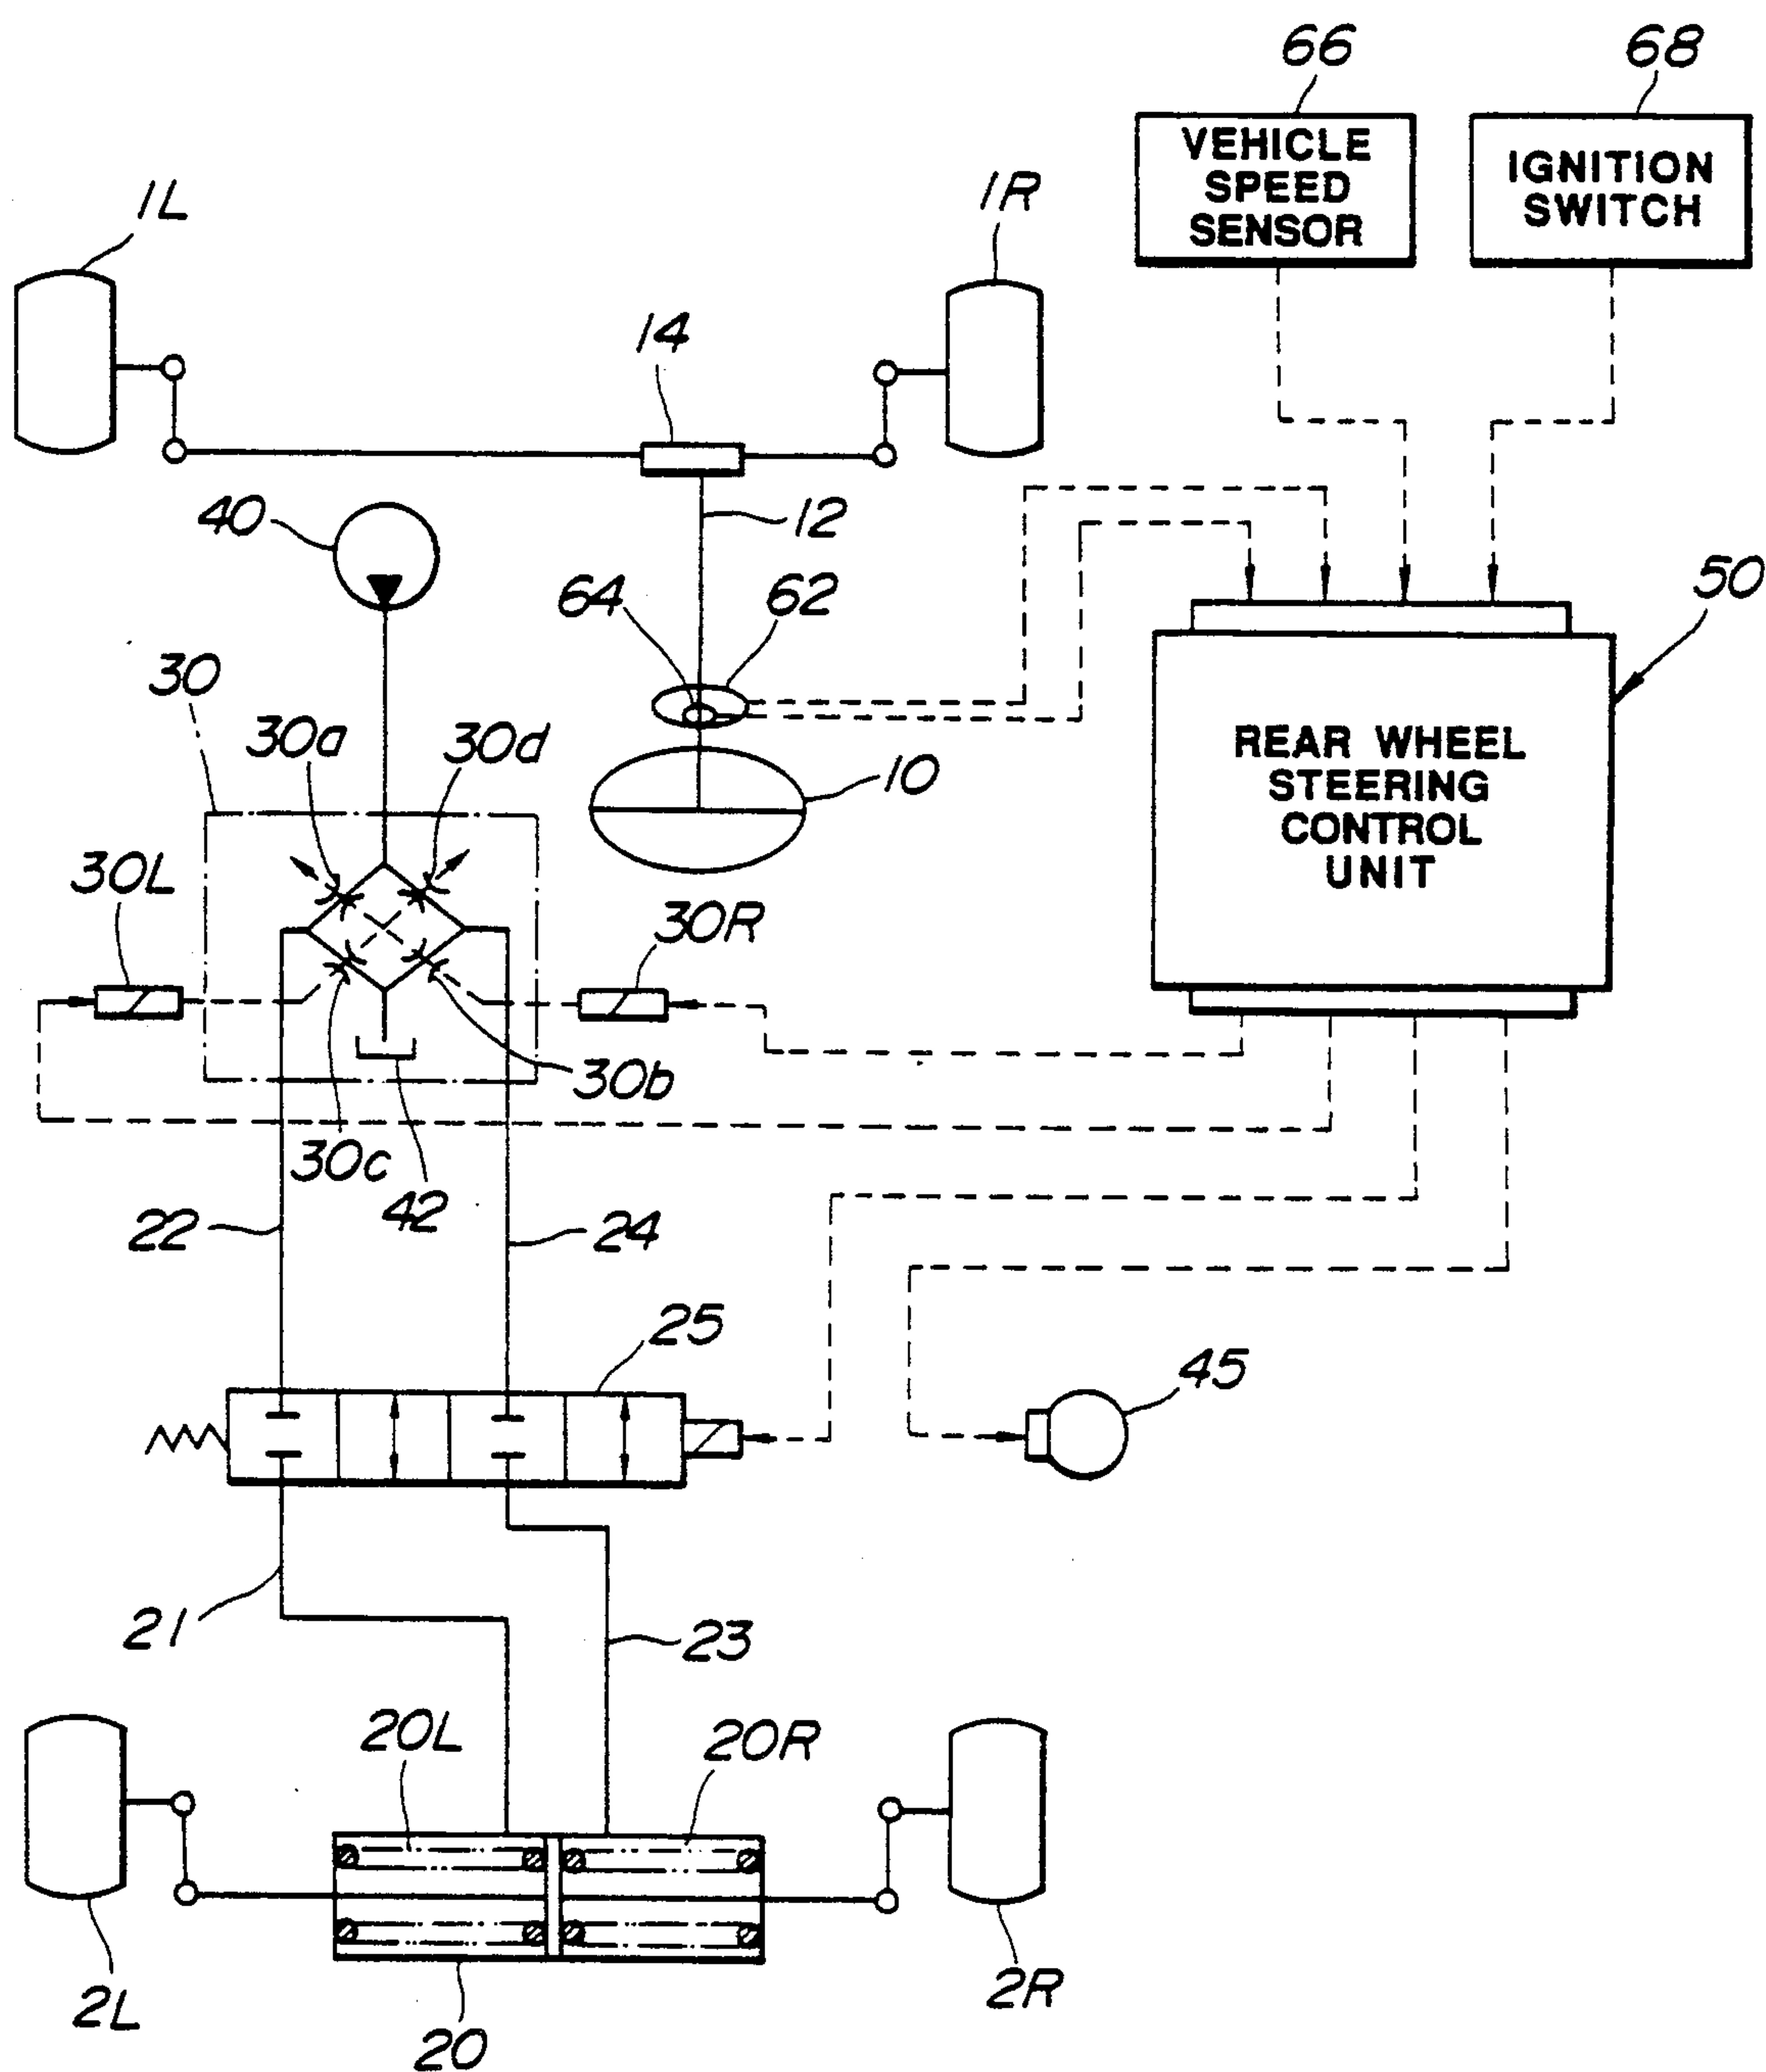 66
68
VEHICLE
SPEED
SENSOR
IGNITION
SWITCH
1L
1R
14
40
12
64
62
50
30
30a
30d
10
REAR WHEEL
STEERING
CONTROL
UNIT
30L
30R
30b
30c
42
22
24
25
45
21
23
20L
20R
2L
2R
20